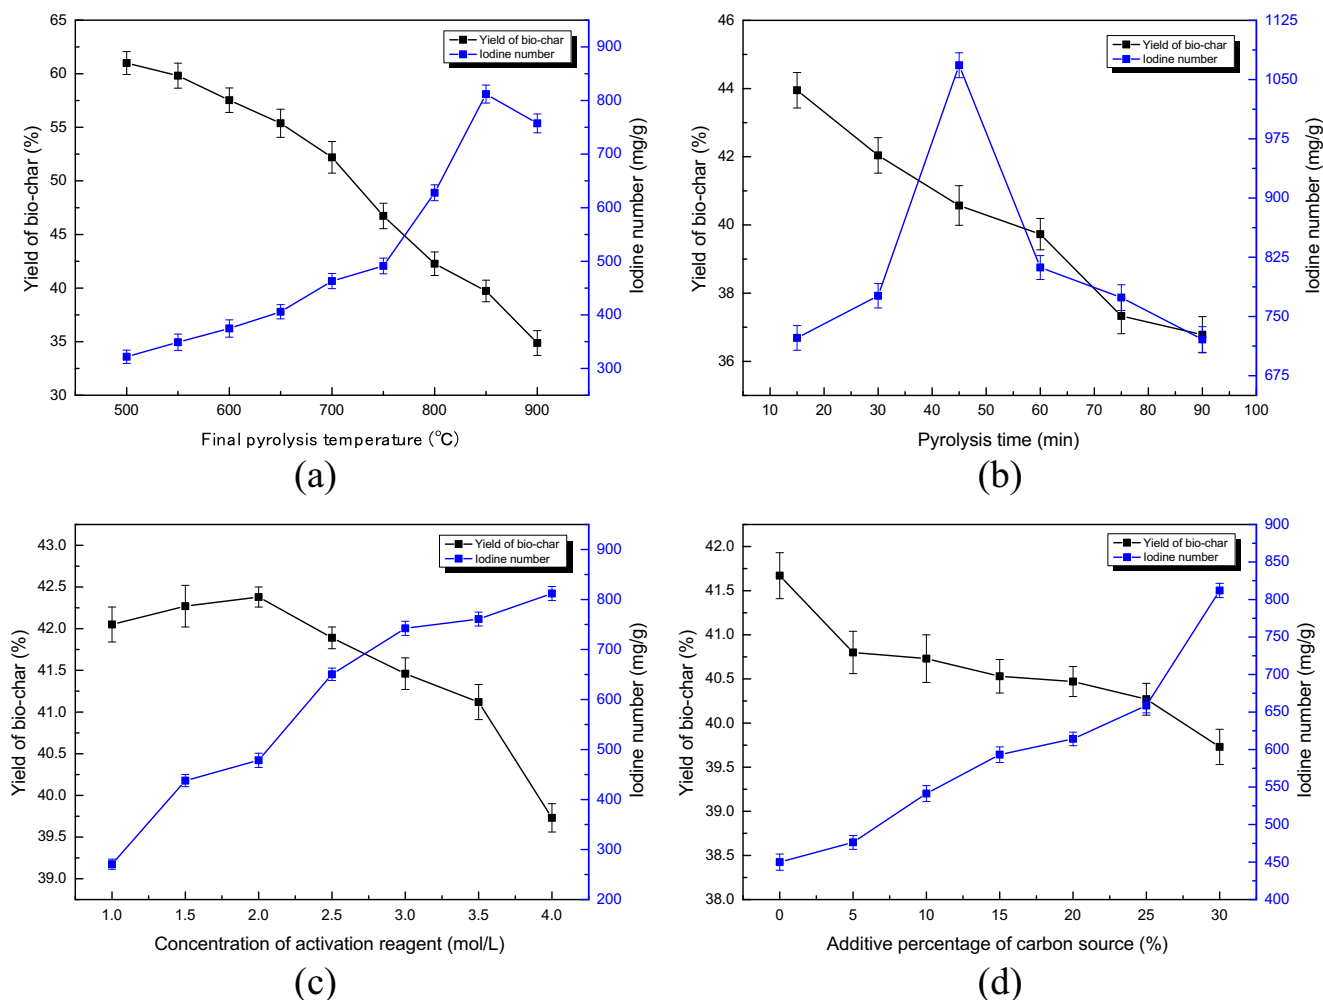 65
60
55
50
45
40
35
30
Yield of bio-char (%)
Yield of bio-char
Iodine number
900
800
700
600
500
400
300
Iodine number (mg/g)
500 600 700 800 900
Final pyrolysis temperature (°C)
(a)
46
44
42
40
38
36
Yield of bio-char (%)
Yield of bio-char
Iodine number
1125
1050
975
900
825
750
675
Iodine number (mg/g)
10 20 30 40 50 60 70 80 90 100
Pyrolysis time (min)
(b)
43.0
42.5
42.0
41.5
41.0
40.5
40.0
39.5
39.0
Yield of bio-char (%)
Yield of bio-char
Iodine number
900
800
700
600
500
400
300
200
Iodine number (mg/g)
1.0 1.5 2.0 2.5 3.0 3.5 4.0
Concentration of activation reagent (mol/L)
(c)
42.0
41.5
41.0
40.5
40.0
39.5
39.0
38.5
38.0
Yield of bio-char (%)
Yield of bio-char
Iodine number
900
850
800
750
700
650
600
550
500
450
400
Iodine number (mg/g)
0 5 10 15 20 25 30
Additive percentage of carbon source (%)
(d)